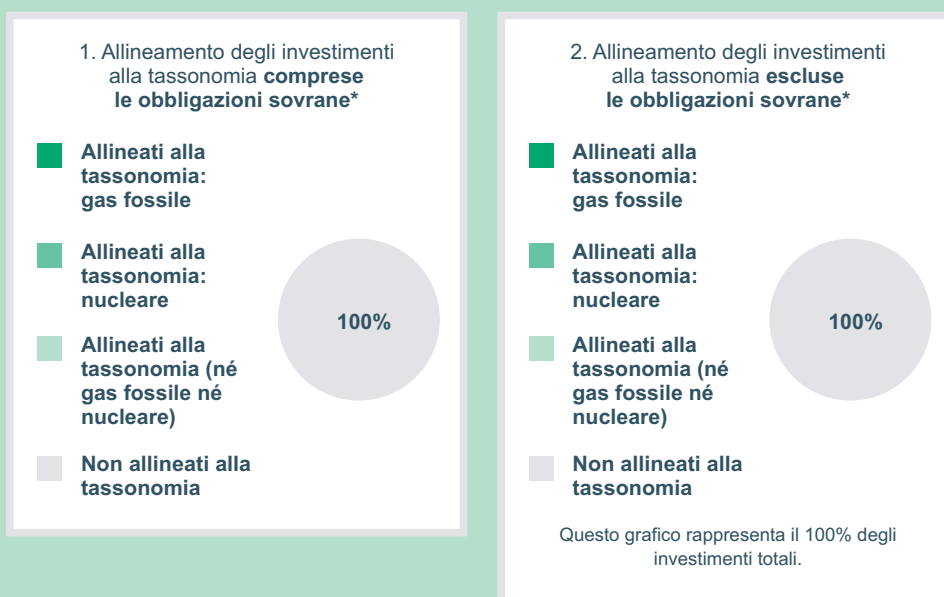 1. Allineamento degli investimenti
alla tassonomia comprese
le obbligazioni sovrane*
Allineati alla
tassonomia:
gas fossile
Allineati alla
tassonomia:
nucleare
Allineati alla
tassonomia (né
gas fossile né
nucleare)
Non allineati alla
tassonomia
100%
2. Allineamento degli investimenti
alla tassonomia escluse
le obbligazioni sovrane*
Allineati alla
tassonomia:
gas fossile
Allineati alla
tassonomia:
nucleare
Allineati alla
tassonomia (né
gas fossile né
nucleare)
Non allineati alla
tassonomia
100%
Questo grafico rappresenta il 100% degli
investimenti totali.